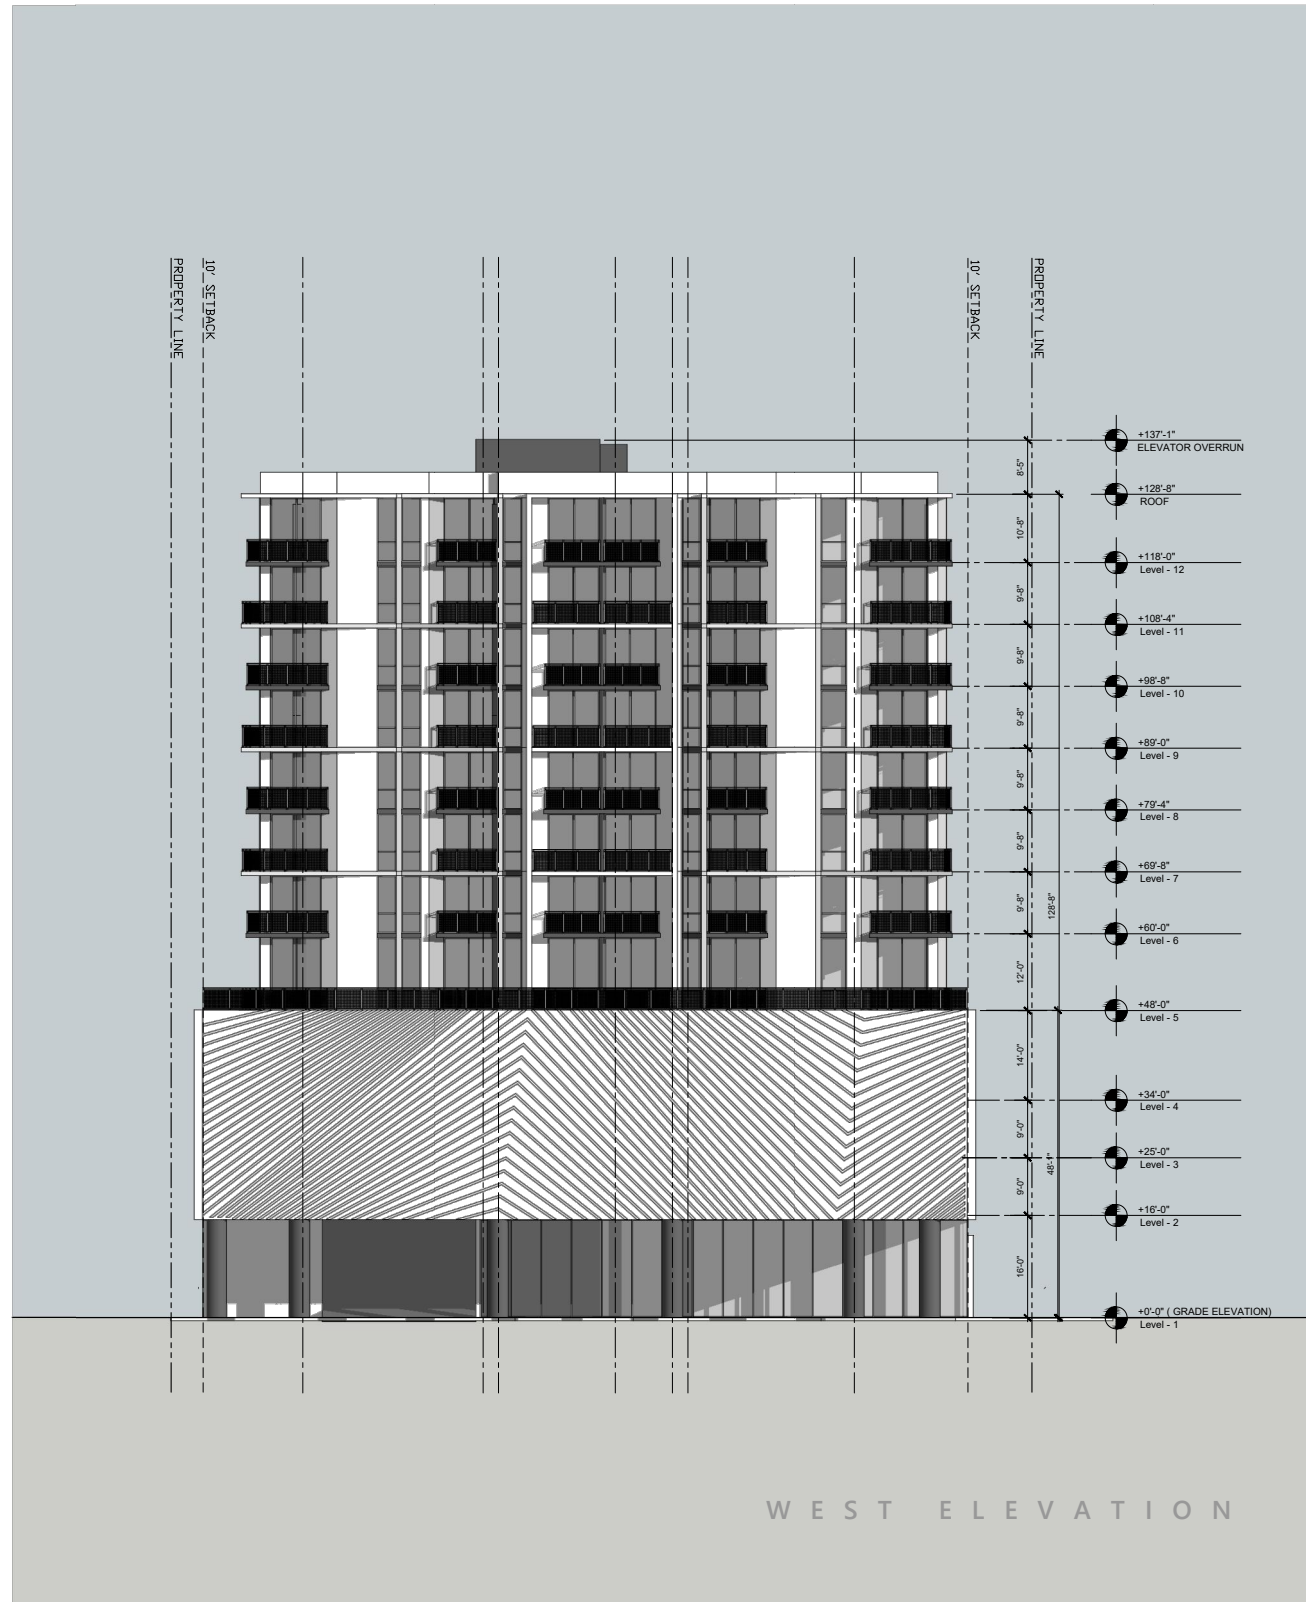 PROPERTY LINE
10' SETBACK
10' SETBACK
PROPERTY LINE
+137'-1"
ELEVATOR OVERRUN
8'-5"
+128'-8"
ROOF
10'-8"
+118'-0"
Level - 12
9'-8"
+108'-4"
Level - 11
9'-8"
+98'-8"
Level - 10
9'-8"
+89'-0"
Level - 9
9'-8"
+79'-4"
Level - 8
9'-8"
+69'-8"
Level - 7
9'-8"
128'-8"
+60'-0"
Level - 6
12'-0"
+48'-0"
Level - 5
14'-0"
+34'-0"
Level - 4
9'-0"
48'-1"
+25'-0"
Level - 3
9'-0"
+16'-0"
Level - 2
16'-0"
+0'-0" ( GRADE ELEVATION)
Level - 1
WEST ELEVATION